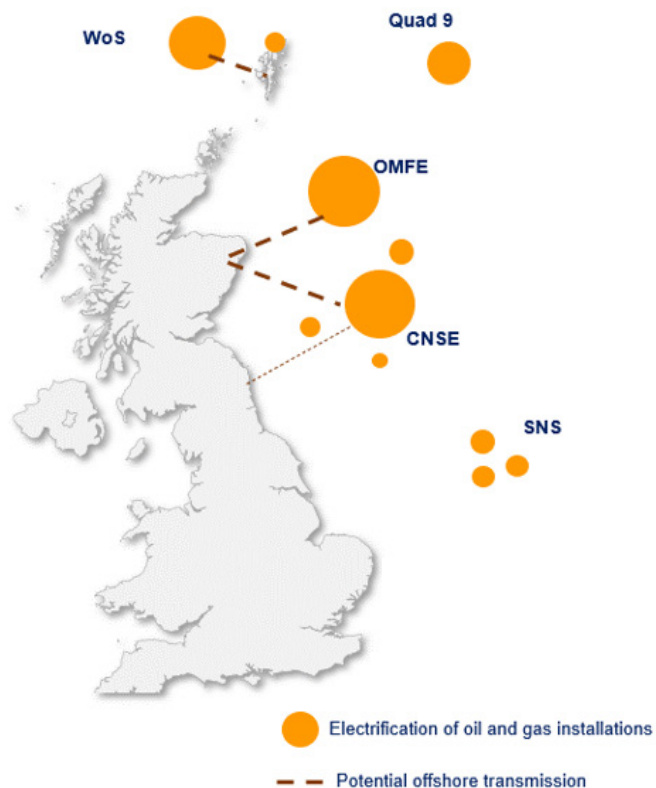 WoS
Quad 9
OMFE
CNSE
SNS
Electrification of oil and gas installations
Potential offshore transmission